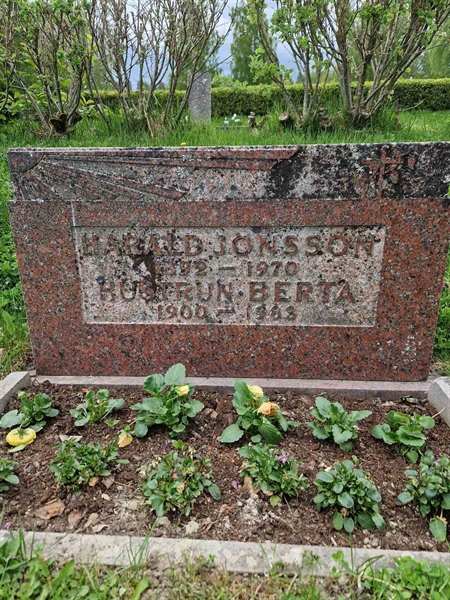 HARALD JONSSON
1892 – 1970
HUSTRUN · BERTA
1900 – 1983